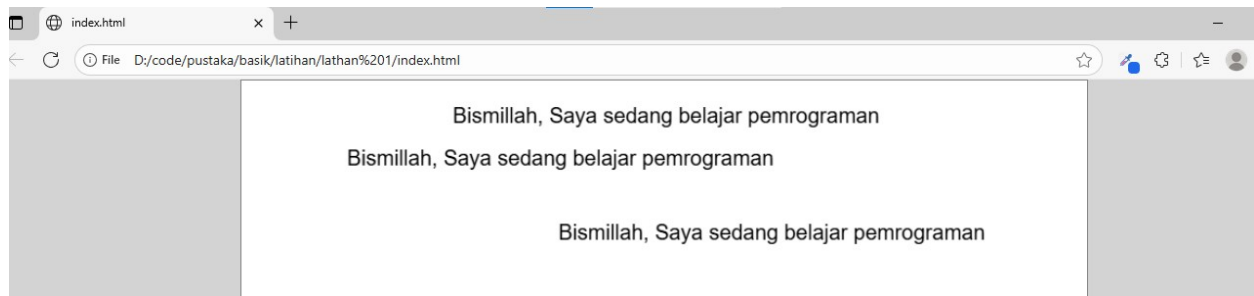 index.html
File D:/code/pustaka/basik/latihan/lathan%201/index.html
Bismillah, Saya sedang belajar pemrograman
Bismillah, Saya sedang belajar pemrograman
Bismillah, Saya sedang belajar pemrograman